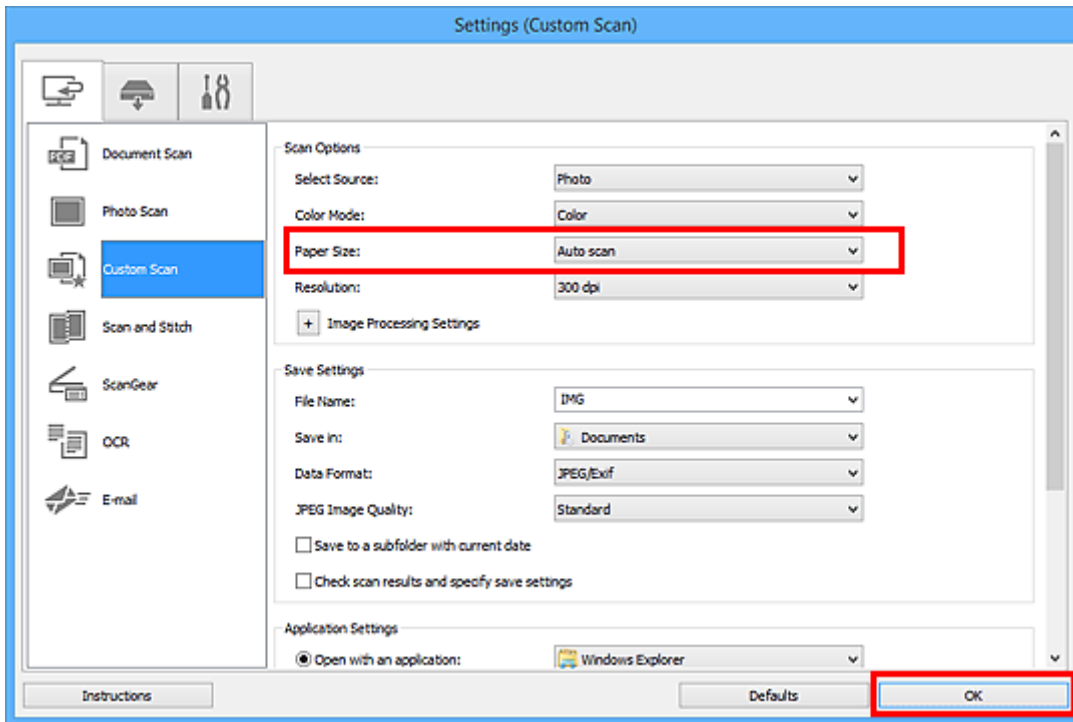 Settings (Custom Scan)
Document Scan
Photo Scan
Custom Scan
Scan and Stitch
ScanGear
OCR
E-mail
Scan Options
Select Source: Photo
Color Mode: Color
Paper Size: Auto scan
Resolution: 300 dpi
+ Image Processing Settings
Save Settings
File Name: IMG
Save in: Documents
Data Format: JPEG/Exif
JPEG Image Quality: Standard
Save to a subfolder with current date
Check scan results and specify save settings
Application Settings
Open with an application: Windows Explorer
Instructions Defaults OK